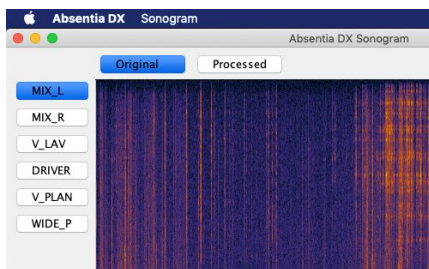 Absentia DX Sonogram
Absentia DX Sonogram
Original Processed
MIX_L
MIX_R
V_LAV
DRIVER
V_PLAN
WIDE_P